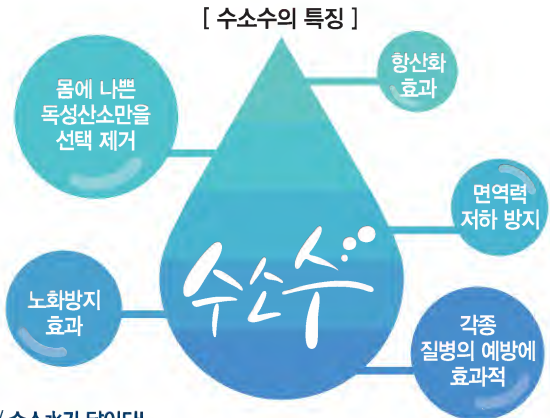 [ 수소수의 특징 ]
항산화
효과
몸에 나쁜
독성산소만을
선택 제거
면역력
저하 방지
수소수
노화방지
효과
각종
질병의 예방에
효과적